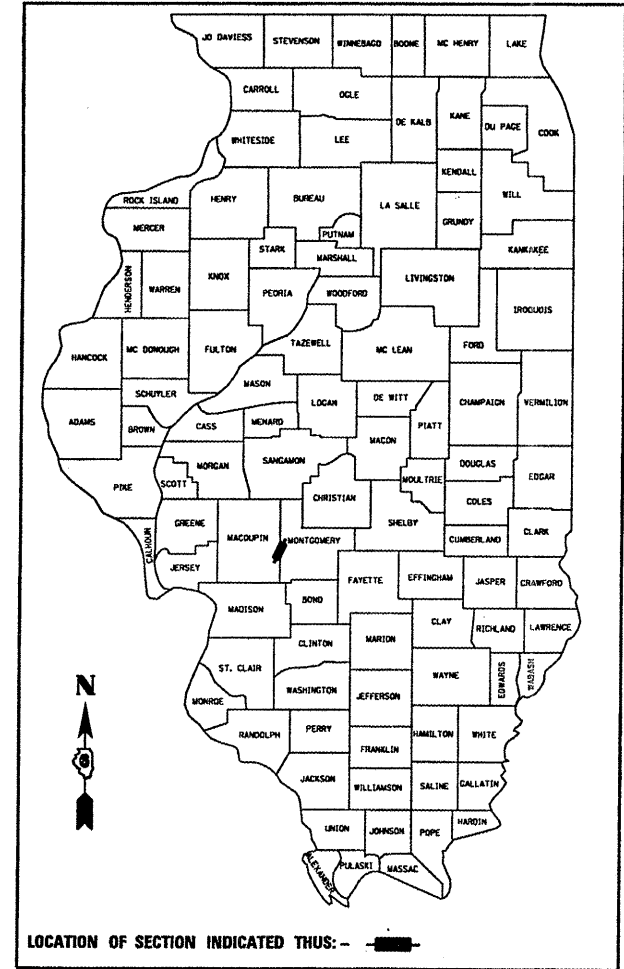 JO DAVIESS STEVENSON WINNEBAGO BOONE MC HENRY LAKE
CARROLL OGLE
DE KALB KANE DU PAGE COOK
WHITESIDE LEE
KENDALL
ROCK ISLAND HENRY BUREAU LA SALLE GRUNDY WILL
MERCER PUTNAM
STARK MARSHALL KANKAKEE
HENDERSON WARREN KNOX PEORIA WOODFORD LIVINGSTON
IROQUOIS
TAZEWELL FORD
HANCOCK MC DONOUGH FULTON MC LEAN
MASON
SCHUYLER LOGAN DE WITT CHAMPAIGN VERMILION
ADAMS BROWN CASS MENARD MACON PIATT
MORGAN SANGAMON DOUGLAS
PIKE SCOTT CHRISTIAN MOULTRIE EDGAR
COLES
GREENE MACOUPIN MONTGOMERY SHELBY CUMBERLAND CLARK
CALHOUN JERSEY FAYETTE EFFINGHAM JASPER CRAWFORD
MADISON BOND
CLINTON MARION CLAY RICHLAND LAWRENCE
ST. CLAIR WAYNE EDWARDS WABASH
N WASHINGTON JEFFERSON
MONROE
RANDOLPH PERRY HAMILTON WHITE
6 FRANKLIN
JACKSON WILLIAMSON SALINE GALLATIN
HARDIN
UNION JOHNSON POPE
ALEXANDER PULASKI MASSAC
LOCATION OF SECTION INDICATED THUS: -